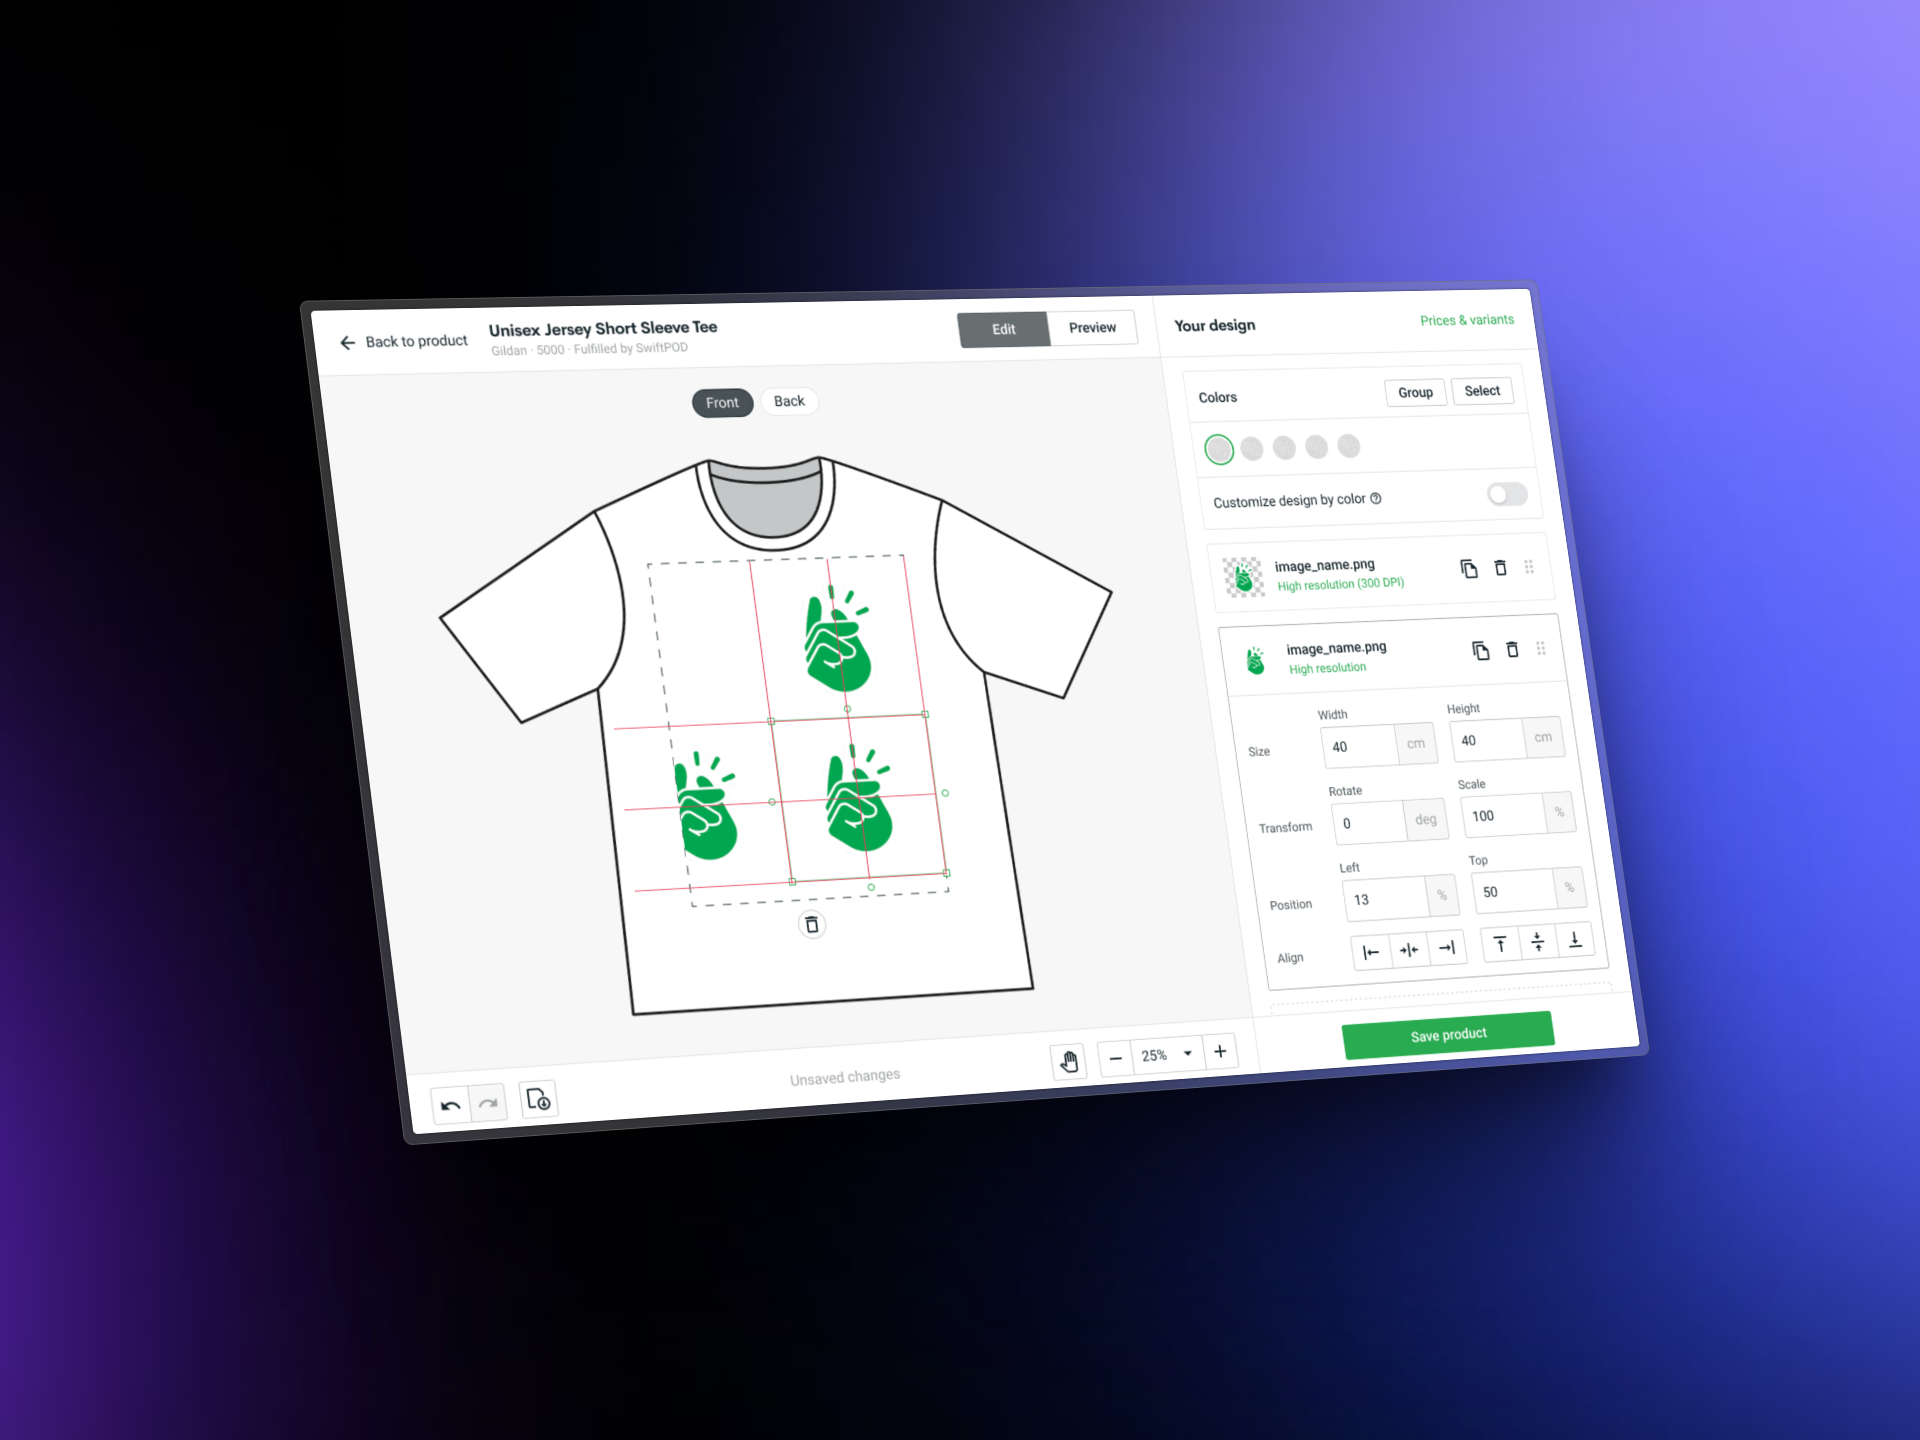 Back to product
Unisex Jersey Short Sleeve Tee
Gildan · 5000 · Fulfilled by SwiftPOD
Edit
Preview
Your design
Prices & variants
Front
Back
Colors
Group
Select
Customize design by color
image_name.png
High resolution (300 DPI)
image_name.png
High resolution
Width
Height
Size
40
cm
40
cm
Rotate
Scale
Transform
0
deg
100
%
Left
Top
Position
13
%
50
%
Align
Unsaved changes
25%
Save product